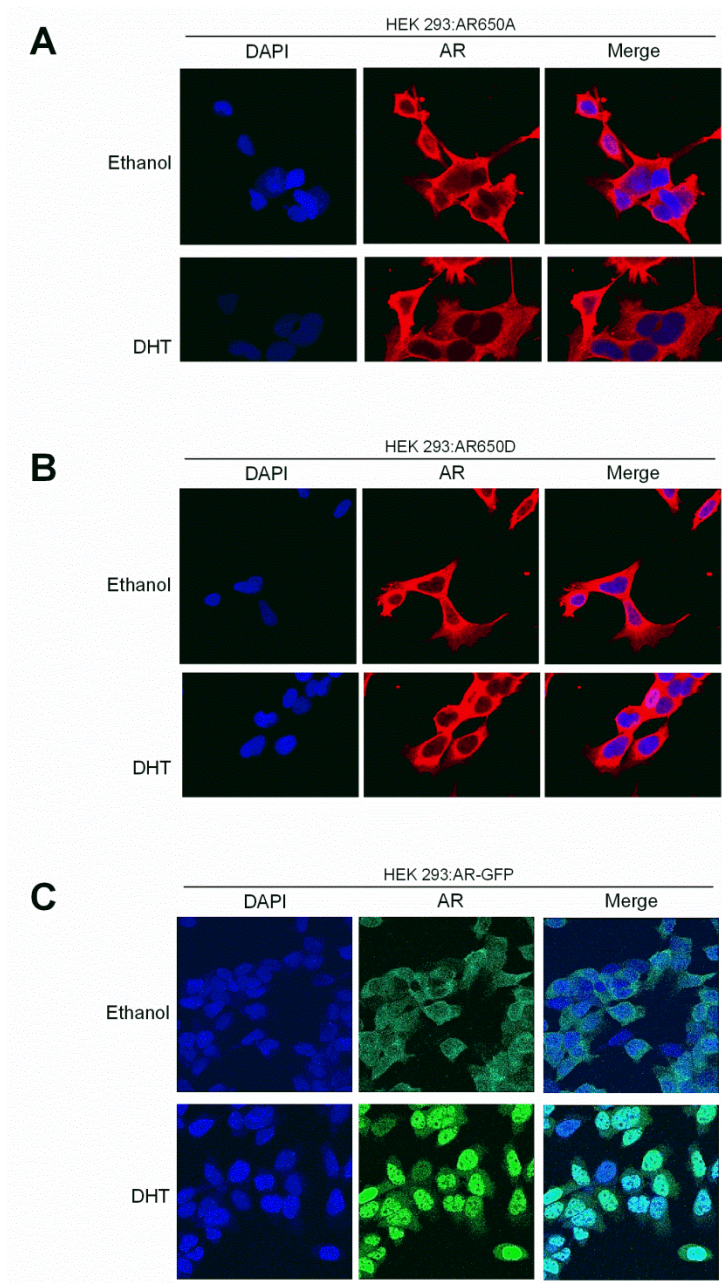 A
HEK 293:AR650A
DAPI AR Merge
Ethanol
DHT
B
HEK 293:AR650D
DAPI AR Merge
Ethanol
DHT
C
HEK 293:AR-GFP
DAPI AR Merge
Ethanol
DHT